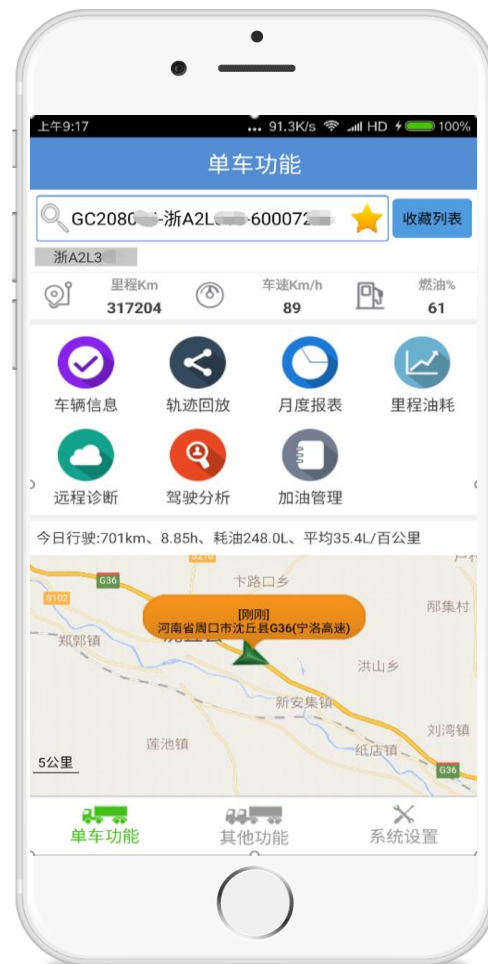 上午9:17 ... 91.3K/s HD 100%
单车功能
GC2080 -浙A2L -600072 收藏列表
浙A2L3
里程Km 车速Km/h 燃油%
317204 89 61
车辆信息 轨迹回放 月度报表 里程油耗
远程诊断 驾驶分析 加油管理
今日行驶:701km、8.85h、耗油248.0L、平均35.4L/百公里
S210
G36 卞路口乡
S102 邴集村
[刚刚]
河南省周口市沈丘县G36(宁洛高速)
郑郭镇
洪山乡
新安集镇
刘湾镇
莲池镇 纸店镇
5公里 G36
单车功能 其他功能 系统设置